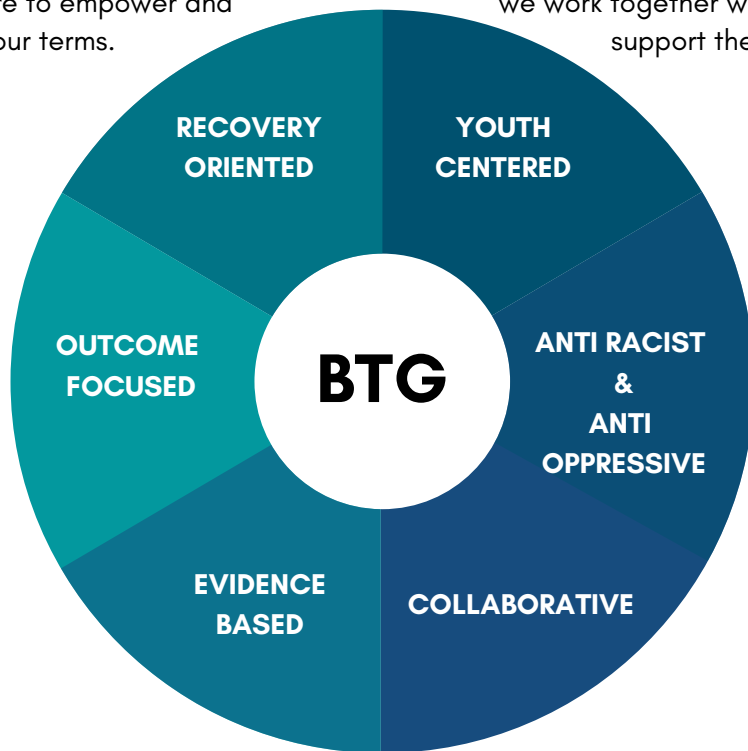 to empower and
we work together
our terms.
support the
RECOVERY
ORIENTED
YOUTH
CENTERED
OUTCOME
FOCUSED
BTG
ANTI RACIST
&
ANTI
OPPRESSIVE
EVIDENCE
BASED
COLLABORATIVE